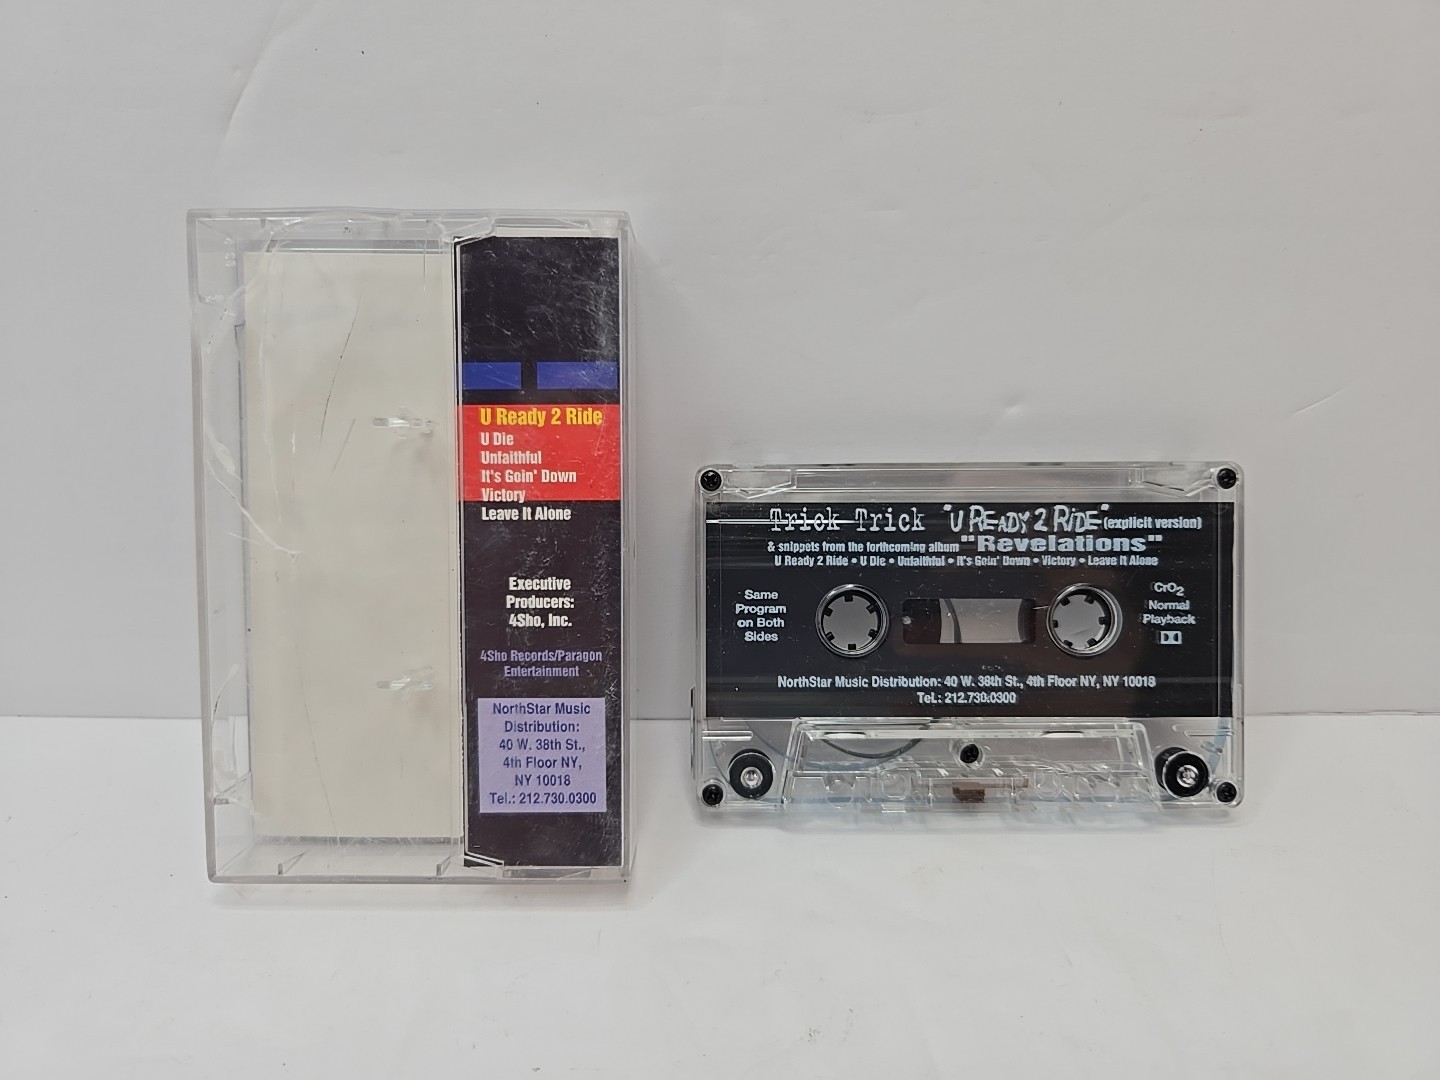 U Ready 2 Ride
U Die
Unfaithful
It's Goin' Down
Victory
Leave It Alone
Executive
Producers:
4Sho, Inc.
4Sho Records/Paragon
Entertainment
NorthStar Music
Distribution:
40 W. 38th St.,
4th Floor NY,
NY 10018
Tel.: 212.730.0300
Trick Trick "U READY 2 RIDE" (explicit version)
& snippets from the forthcoming album "Revelations"
U Ready 2 Ride • U Die • Unfaithful • It's Goin' Down • Victory • Leave It Alone
Same
Program
on Both
Sides
CrO2
Normal
Playback
NorthStar Music Distribution: 40 W. 38th St., 4th Floor NY, NY 10018
Tel.: 212.730.0300